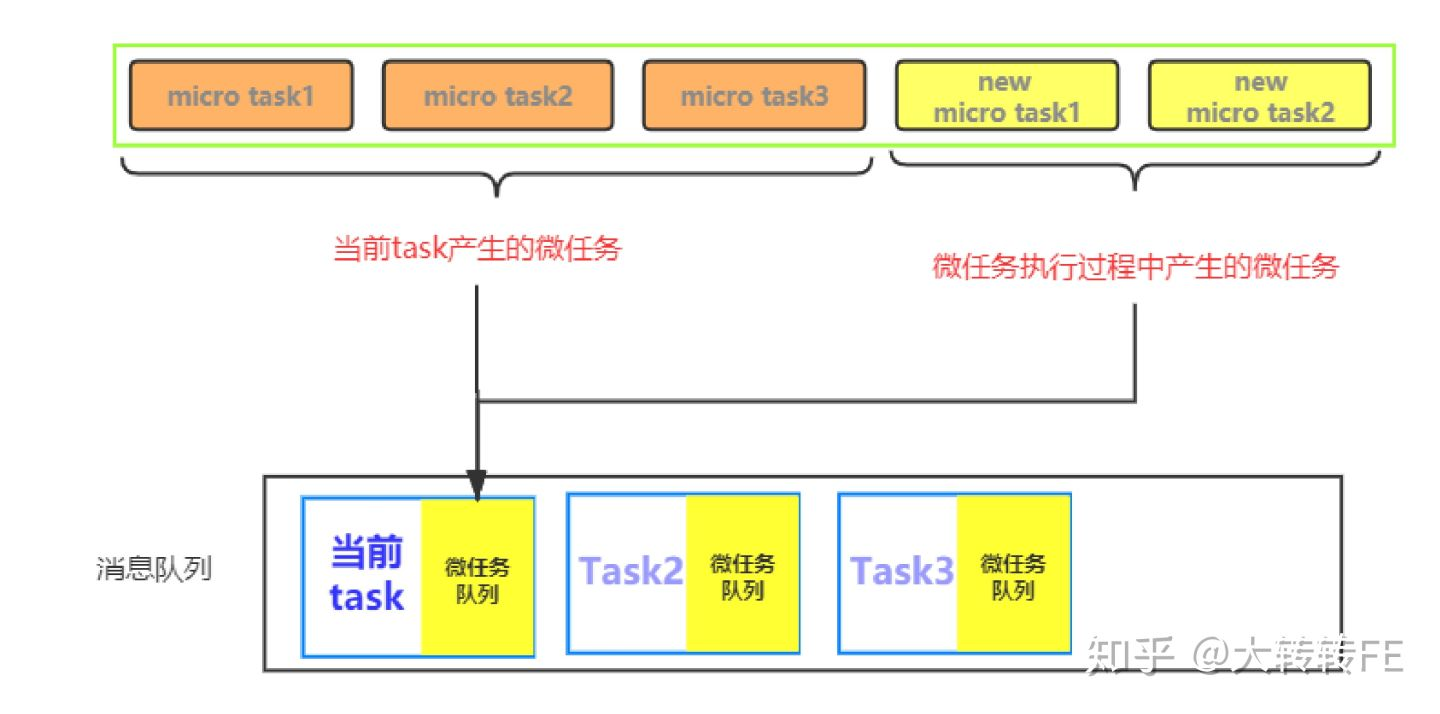 micro task1
micro task2
micro task3
new
micro task1
new
micro task2
当前task产生的微任务
微任务执行过程中产生的微任务
消息队列
当前
task
微任务
队列
Task2
微任务
队列
Task3
微任务
队列
知乎 @大转转FE